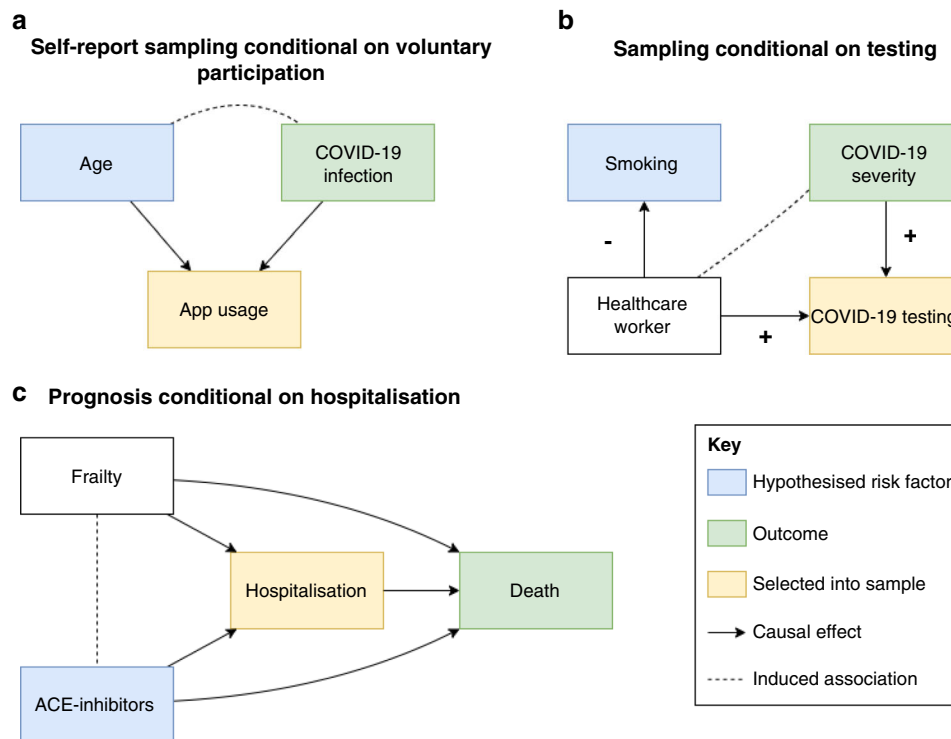 a
Self-report sampling conditional on voluntary
participation
Age
COVID-19
infection
App usage
b
Sampling conditional on testing
Smoking
COVID-19
severity
-
+
Healthcare
worker
+
COVID-19 testing
c Prognosis conditional on hospitalisation
Frailty
Hospitalisation
Death
ACE-inhibitors
Key
Hypothesised risk factor
Outcome
Selected into sample
Causal effect
Induced association